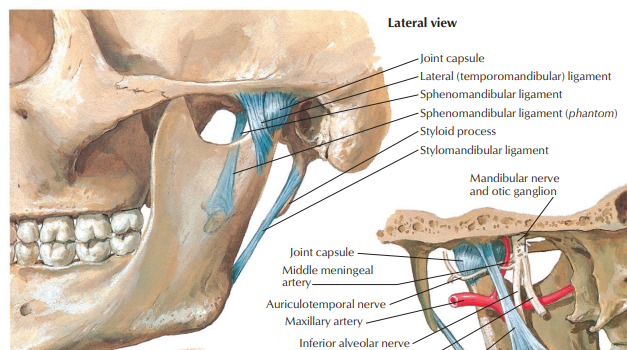 Lateral view
Joint capsule
Lateral (temporomandibular) ligament
Sphenomandibular ligament
Sphenomandibular ligament (phantom)
Styloid process
Stylomandibular ligament
Mandibular nerve
and otic ganglion
Joint capsule
Middle meningeal
artery
Auriculotemporal nerve
Maxillary artery
Inferior alveolar nerve